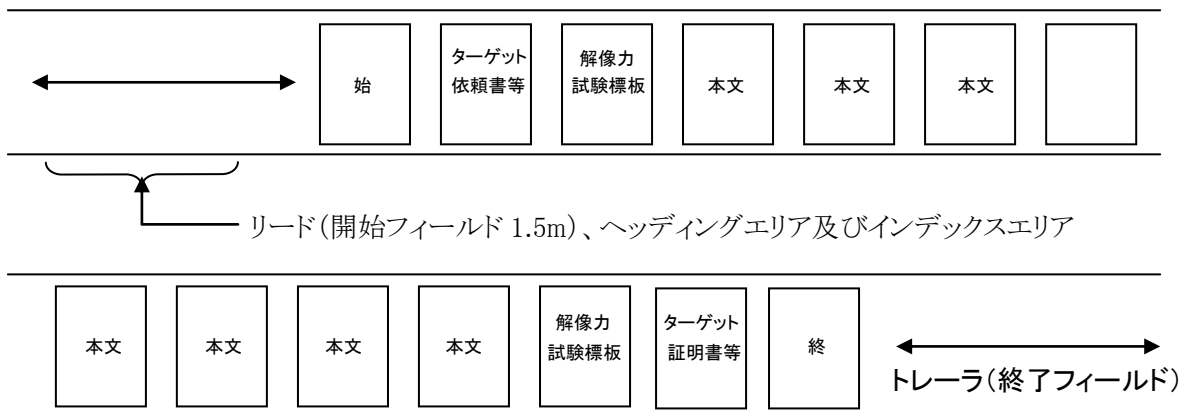 始
ターゲット
依頼書等
解像力
試験標板
本文
本文
本文
リード(開始フィールド 1.5m)、ヘッディングエリア及びインデックスエリア
本文
本文
本文
本文
解像力
試験標板
ターゲット
証明書等
終
トレーラ(終了フィールド)